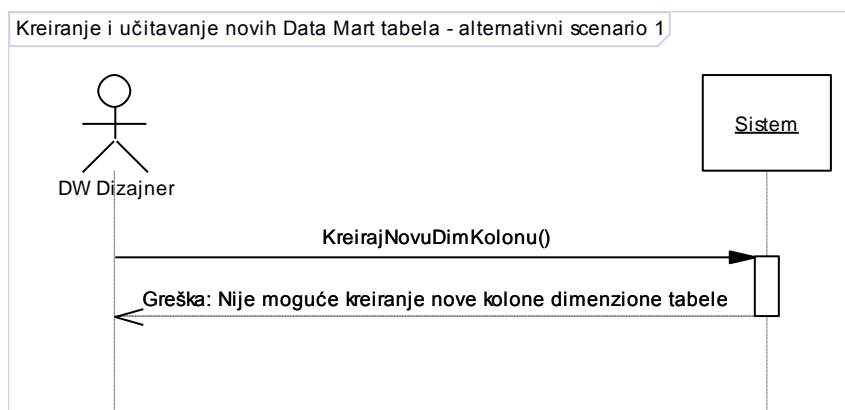 Kreiranje i učitavanje novih Data Mart tabela - alternativni scenario 1
Sistem
DW Dizajner
KreirajNovuDimKolonu()
Greška: Nije moguće kreiranje nove kolone dimenzione tabele